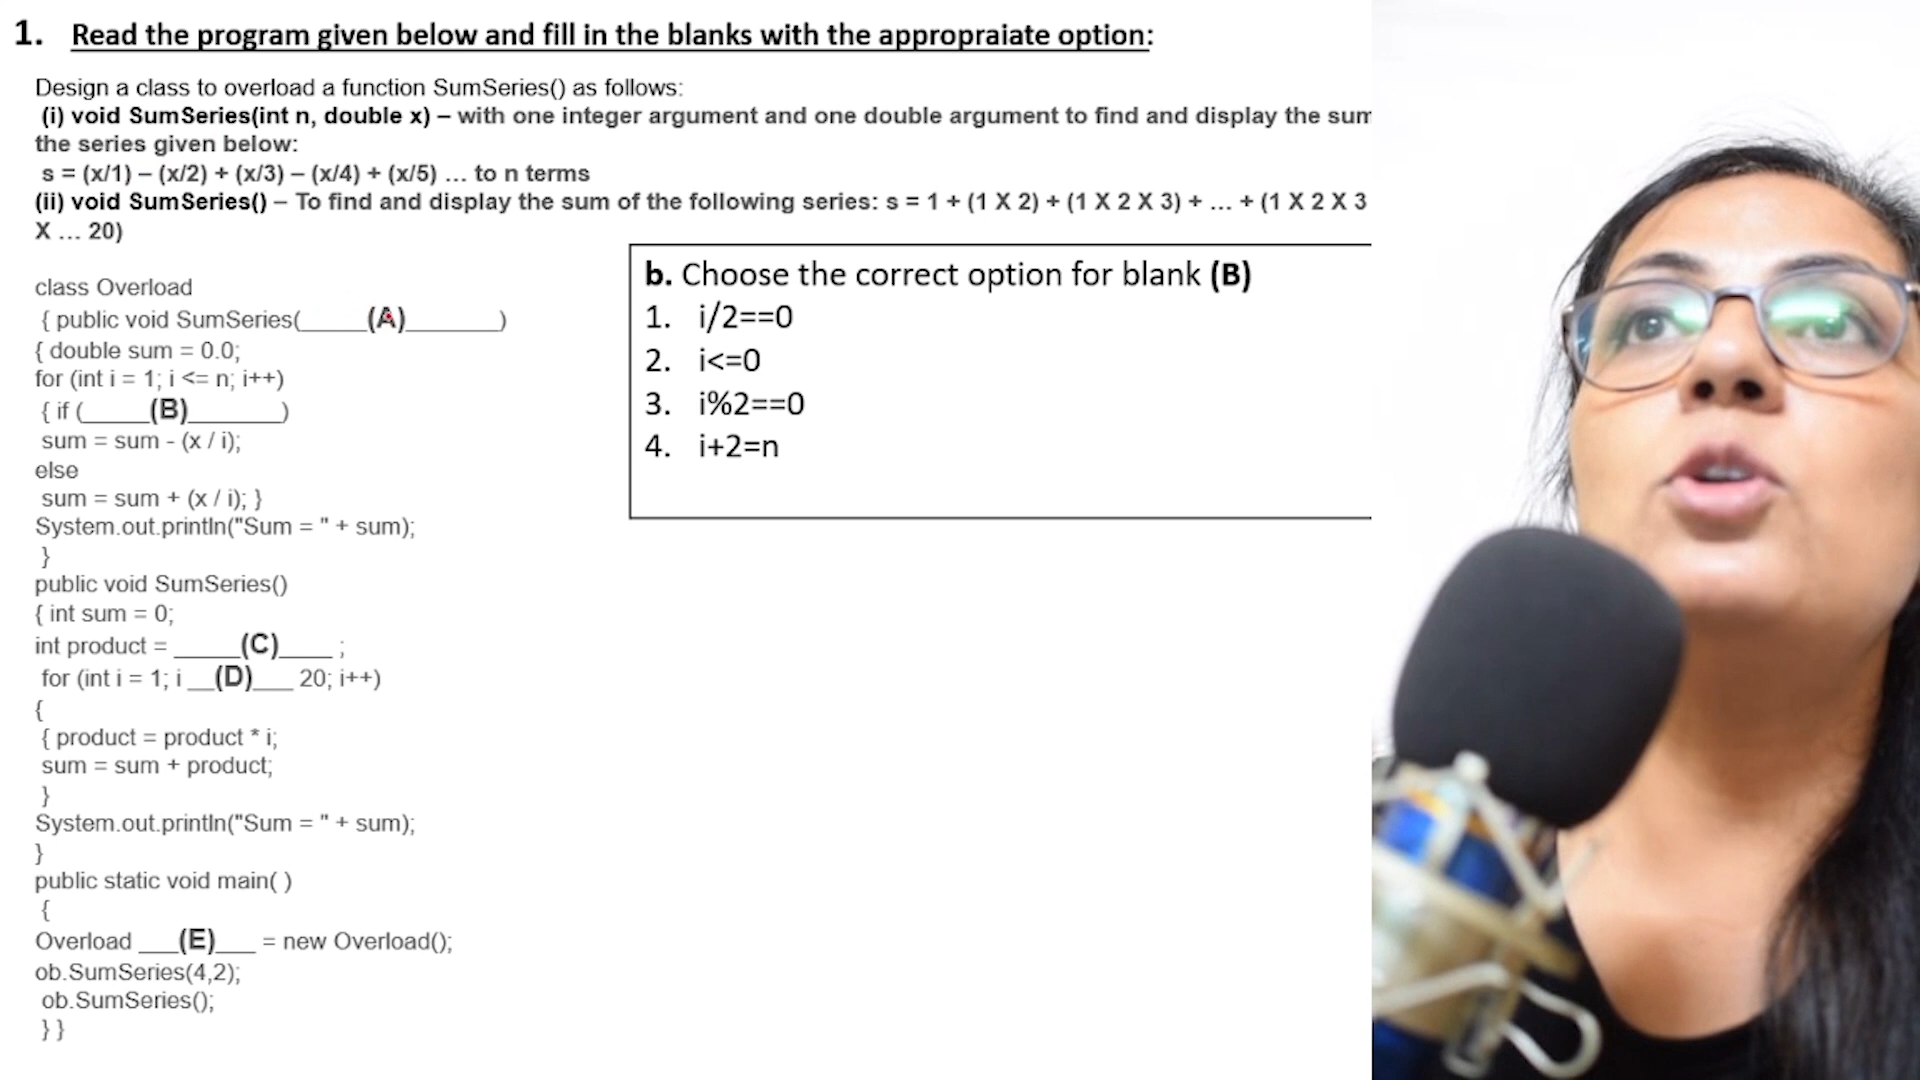 1. Read the program given below and fill in the blanks with the appropraiate option:
Design a class to overload a function SumSeries() as follows:
(i) void SumSeries(int n, double x) – with one integer argument and one double argument to find and display the sum
the series given below:
s = (x/1) – (x/2) + (x/3) – (x/4) + (x/5) ... to n terms
(ii) void SumSeries() – To find and display the sum of the following series: s = 1 + (1 X 2) + (1 X 2 X 3) + ... + (1 X 2 X 3
X ... 20)
class Overload
{ public void SumSeries(_____(A)_______)
{ double sum = 0.0;
for (int i = 1; i <= n; i++)
{ if (_____(B)_______)
sum = sum - (x / i);
else
sum = sum + (x / i); }
System.out.println("Sum = " + sum);
}
public void SumSeries()
{ int sum = 0;
int product = _____(C)____ ;
for (int i = 1; i __(D)___ 20; i++)
{
{ product = product * i;
sum = sum + product;
}
System.out.println("Sum = " + sum);
}
public static void main( )
{
Overload ___(E)___ = new Overload();
ob.SumSeries(4,2);
ob.SumSeries();
} }
b. Choose the correct option for blank (B)
1. i/2==0
2. i<=0
3. i%2==0
4. i+2=n